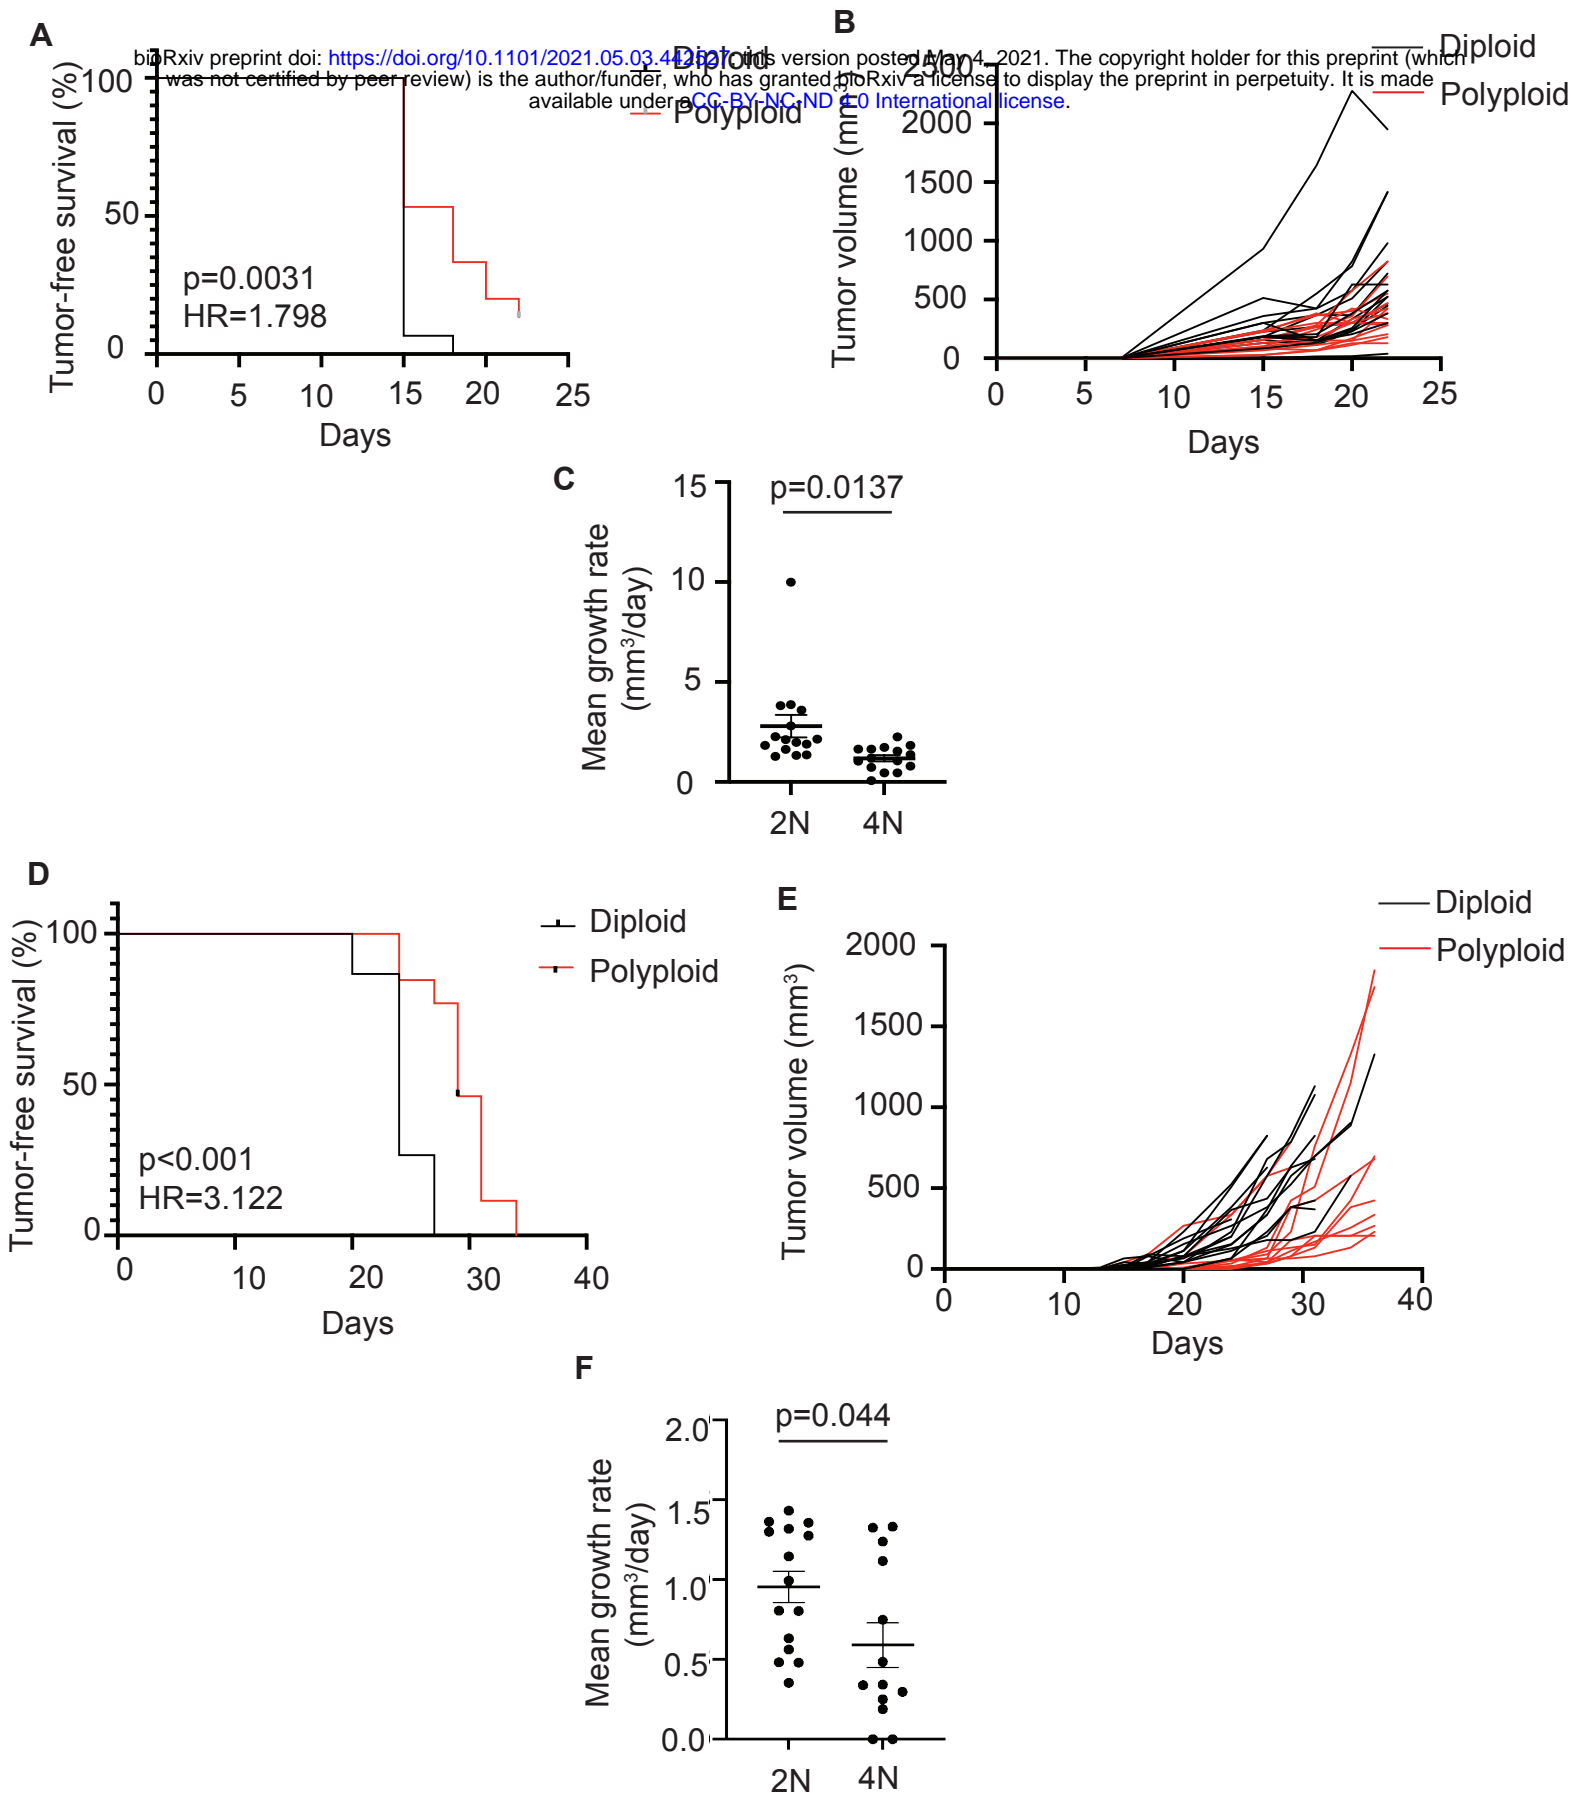 A
B
bioRxiv preprint doi: https://doi.org/10.1101/2021.05.03.442527; this version posted May 4, 2021. The copyright holder for this preprint (which
was not certified by peer review) is the author/funder, who has granted bioRxiv a license to display the preprint in perpetuity. It is made
available under aCC-BY-NC-ND 4.0 International license.
Diploid
Polyploid
Tumor-free survival (%)
100
50
0
p=0.0031
HR=1.798
0 5 10 15 20 25
Days
Diploid
Polyploid
Tumor volume (mm3)
2500
2000
1500
1000
500
0
0 5 10 15 20 25
Days
C
Mean growth rate
(mm3/day)
15
10
5
0
p=0.0137
2N 4N
D
Tumor-free survival (%)
100
50
0
Diploid
Polyploid
p<0.001
HR=3.122
0 10 20 30 40
Days
E
Diploid
Polyploid
Tumor volume (mm3)
2000
1500
1000
500
0
0 10 20 30 40
Days
F
Mean growth rate
(mm3/day)
2.0
1.5
1.0
0.5
0.0
p=0.044
2N 4N